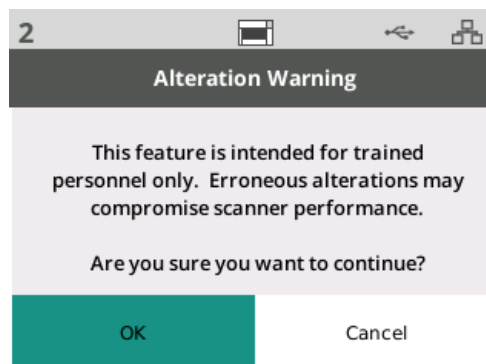 2
Alteration Warning
This feature is intended for trained
personnel only.  Erroneous alterations may
compromise scanner performance.
Are you sure you want to continue?
OK
Cancel